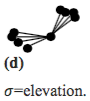 (d)
σ=elevation.